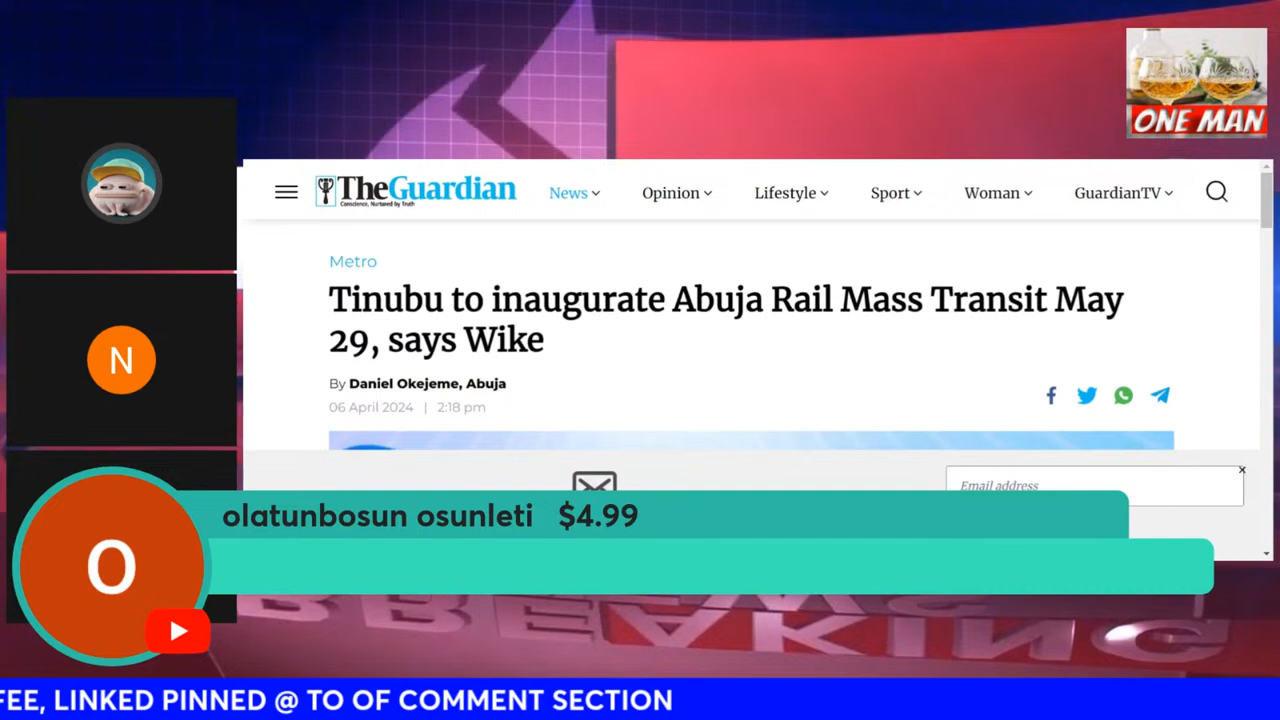 ONE MAN
TheGuardian
Conscience, Nurtured by Truth
News
Opinion
Lifestyle
Sport
Woman
GuardianTV
Metro
Tinubu to inaugurate Abuja Rail Mass Transit May
29, says Wike
By Daniel Okejeme, Abuja
06 April 2024 | 2:18 pm
N
Email address
x
olatunbosun osunleti $4.99
O
BREAKING
FEE, LINKED PINNED @ TO OF COMMENT SECTION